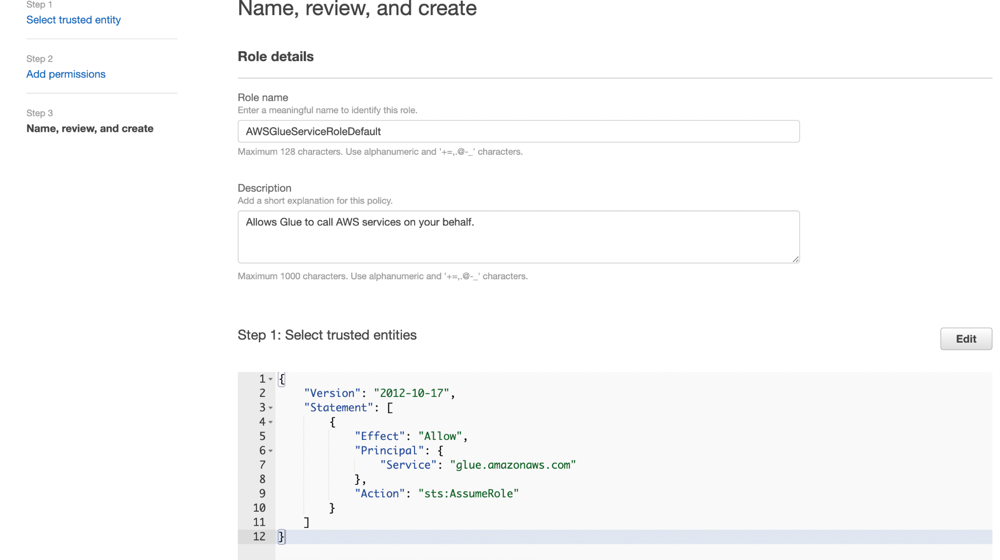 Step 1
Select trusted entity
Step 2
Add permissions
Step 3
Name, review, and create
Name, review, and create
Role details
Role name
Enter a meaningful name to identify this role.
AWSGlueServiceRoleDefault
Maximum 128 characters. Use alphanumeric and '+=,.@-_' characters.
Description
Add a short explanation for this policy.
Allows Glue to call AWS services on your behalf.
Maximum 1000 characters. Use alphanumeric and '+=,.@-_' characters.
Step 1: Select trusted entities
Edit
1 {
2     "Version": "2012-10-17",
3     "Statement": [
4         {
5             "Effect": "Allow",
6             "Principal": {
7                 "Service": "glue.amazonaws.com"
8             },
9             "Action": "sts:AssumeRole"
10         }
11     ]
12 }